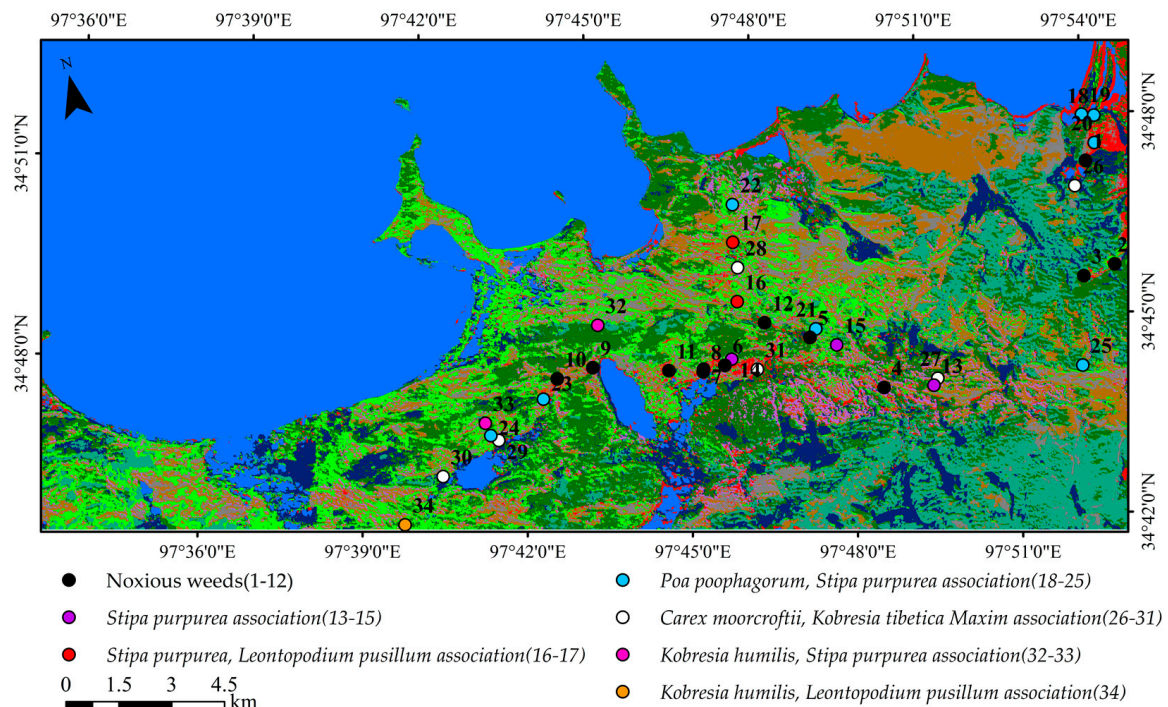 97°36'0"E 97°42'0"E 97°45'0"E 97°48'0"E 97°51'0"E 97°54'0"E
N
34°51'0"N
34°48'0"N
34°48'0"N
34°45'0"N
34°42'0"N
18 19
20
1
26
22
17
28
3 2
16
12 21 5
15
32
25
9
10
11
8 6
14
31
7
27
13
4
23
33
24
29
30
34
97°36'0"E 97°39'0"E 97°42'0"E 97°45'0"E 97°48'0"E 97°51'0"E
Noxious weeds(1-12)
Stipa purpurea association(13-15)
Stipa purpurea, Leontopodium pusillum association(16-17)
0 1.5 3 4.5
km
Poa poophagorum, Stipa purpurea association(18-25)
Carex moorcroftii, Kobresia tibetica Maxim association(26-31)
Kobresia humilis, Stipa purpurea association(32-33)
Kobresia humilis, Leontopodium pusillum association(34)